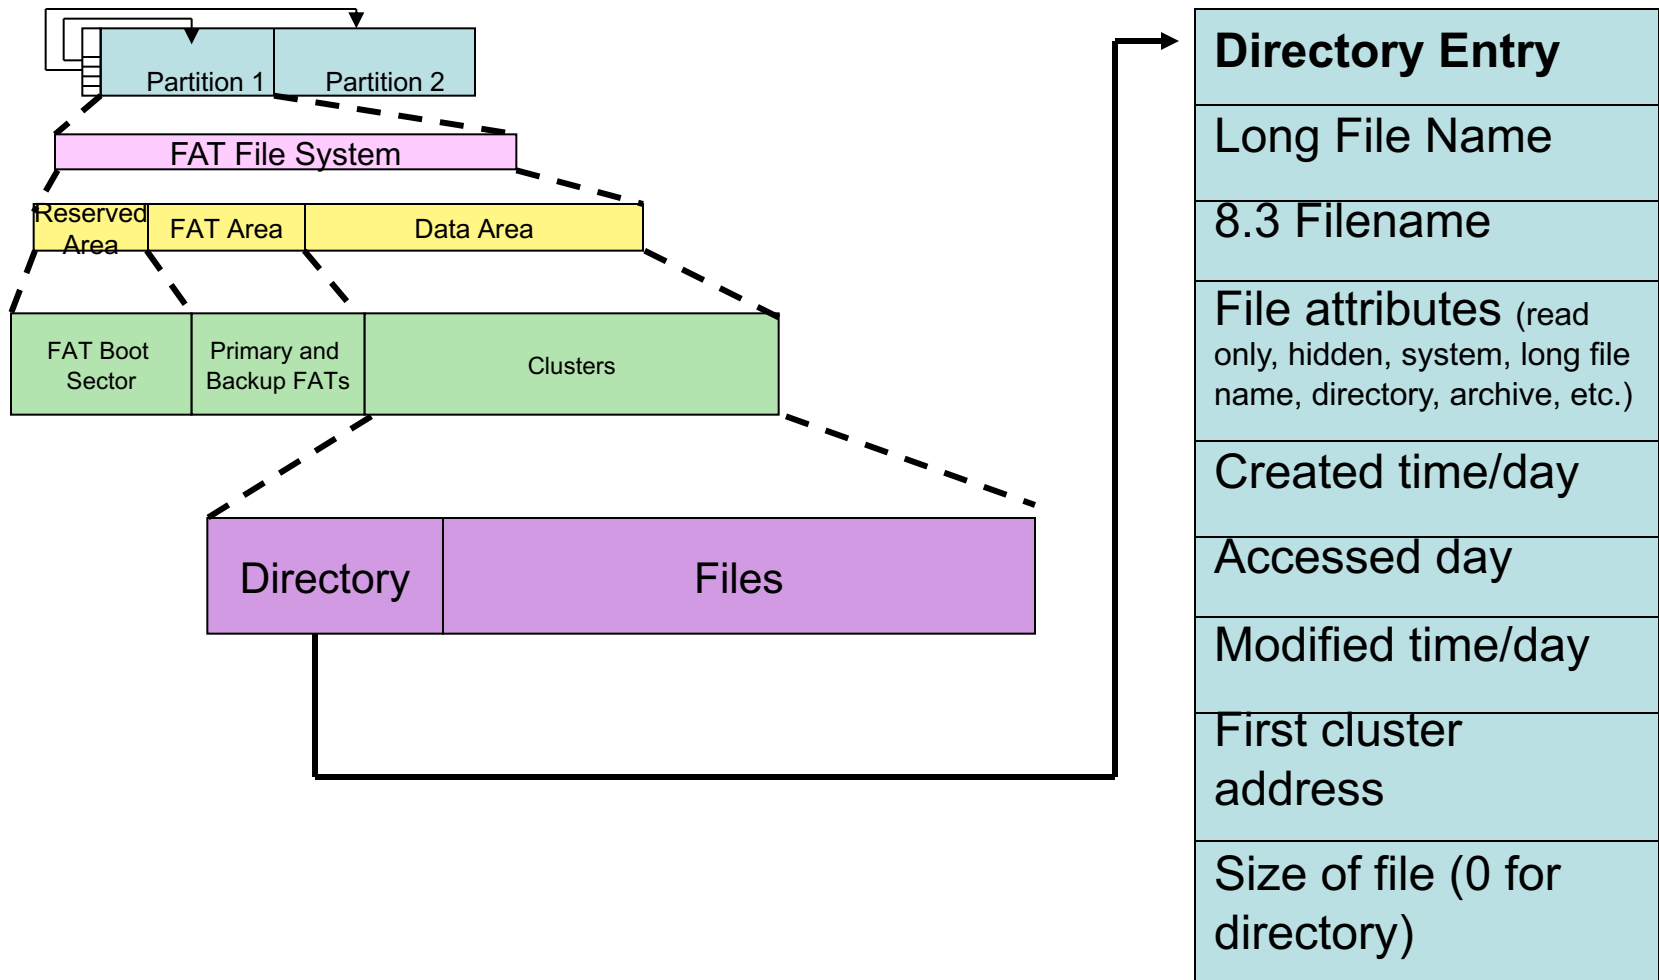 Partition 1
Partition 2
FAT File System
Reserved
Area
FAT Area
Data Area
FAT Boot
Sector
Primary and
Backup FATs
Clusters
Directory
Files
Directory Entry
Long File Name
8.3 Filename
File attributes (read
only, hidden, system, long file
name, directory, archive, etc.)
Created time/day
Accessed day
Modified time/day
First cluster
address
Size of file (0 for
directory)